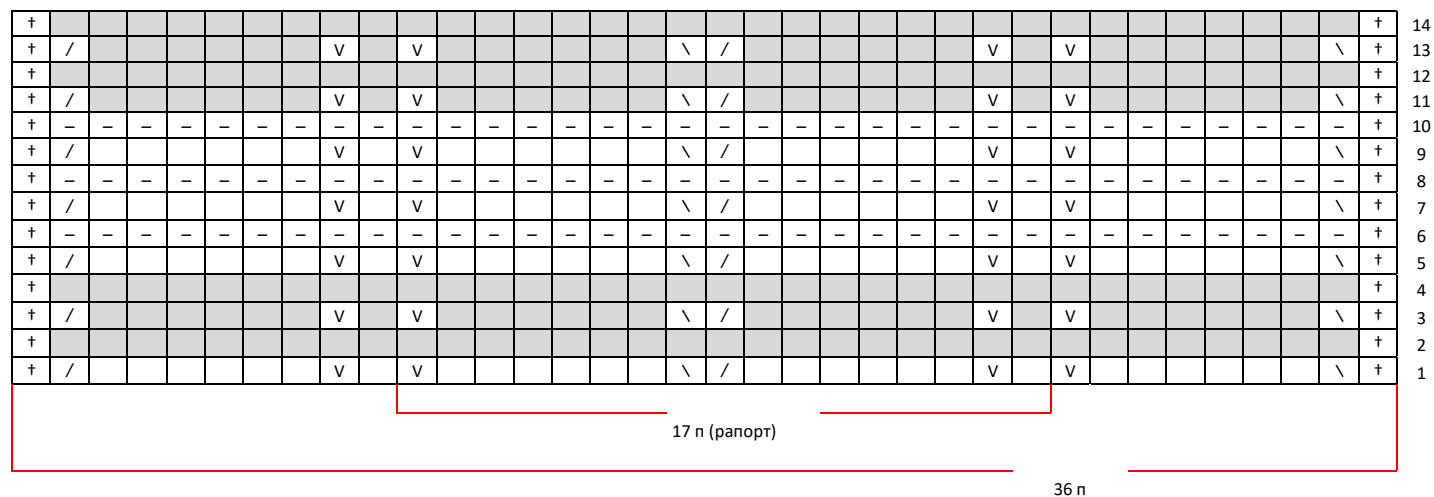 † † 14
† / V V \ / V V \ † 13
† † 12
† / V V \ / V V \ † 11
† – – – – – – – – – – – – – – – – – – – – – – – – – – – – – – – – – – † 10
† / V V \ / V V \ † 9
† – – – – – – – – – – – – – – – – – – – – – – – – – – – – – – – – – – † 8
† / V V \ / V V \ † 7
† – – – – – – – – – – – – – – – – – – – – – – – – – – – – – – – – – – † 6
† / V V \ / V V \ † 5
† † 4
† / V V \ / V V \ † 3
† † 2
† / V V \ / V V \ † 1
17 п (рапорт)
36 п